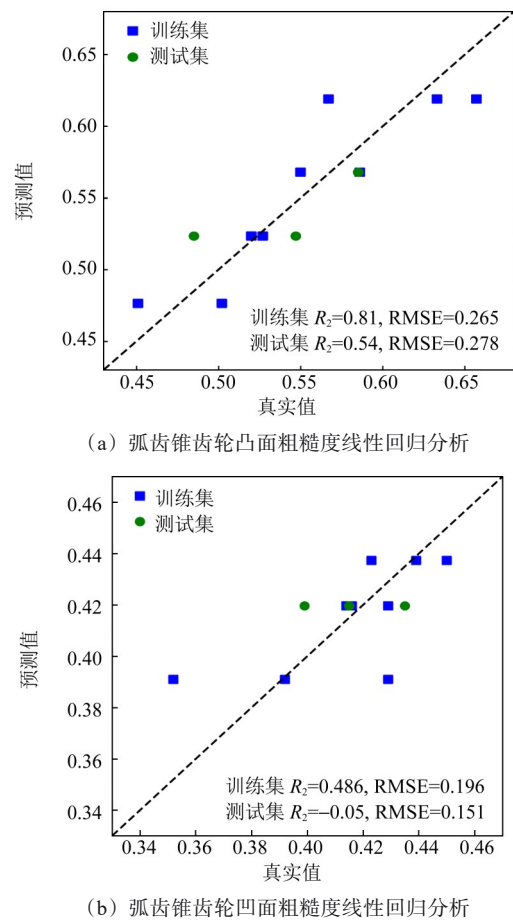 训练集
测试集
0.65
0.60
0.55
0.50
0.45
预测值
训练集 R₂=0.81, RMSE=0.265
测试集 R₂=0.54, RMSE=0.278
0.45 0.50 0.55 0.60 0.65
真实值
(a) 弧齿锥齿轮凸面粗糙度线性回归分析
训练集
测试集
0.46
0.44
0.42
0.40
0.38
0.36
0.34
预测值
训练集 R₂=0.486, RMSE=0.196
测试集 R₂=−0.05, RMSE=0.151
0.34 0.36 0.38 0.40 0.42 0.44 0.46
真实值
(b) 弧齿锥齿轮凹面粗糙度线性回归分析